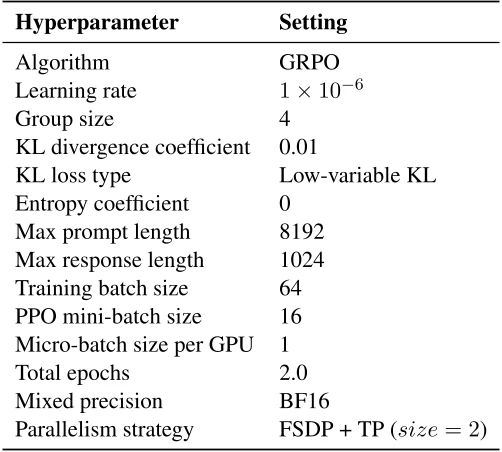 Hyperparameter Setting
Algorithm GRPO
Learning rate 1 × 10⁻⁶
Group size 4
KL divergence coefficient 0.01
KL loss type Low-variable KL
Entropy coefficient 0
Max prompt length 8192
Max response length 1024
Training batch size 64
PPO mini-batch size 16
Micro-batch size per GPU 1
Total epochs 2.0
Mixed precision BF16
Parallelism strategy FSDP + TP (size = 2)